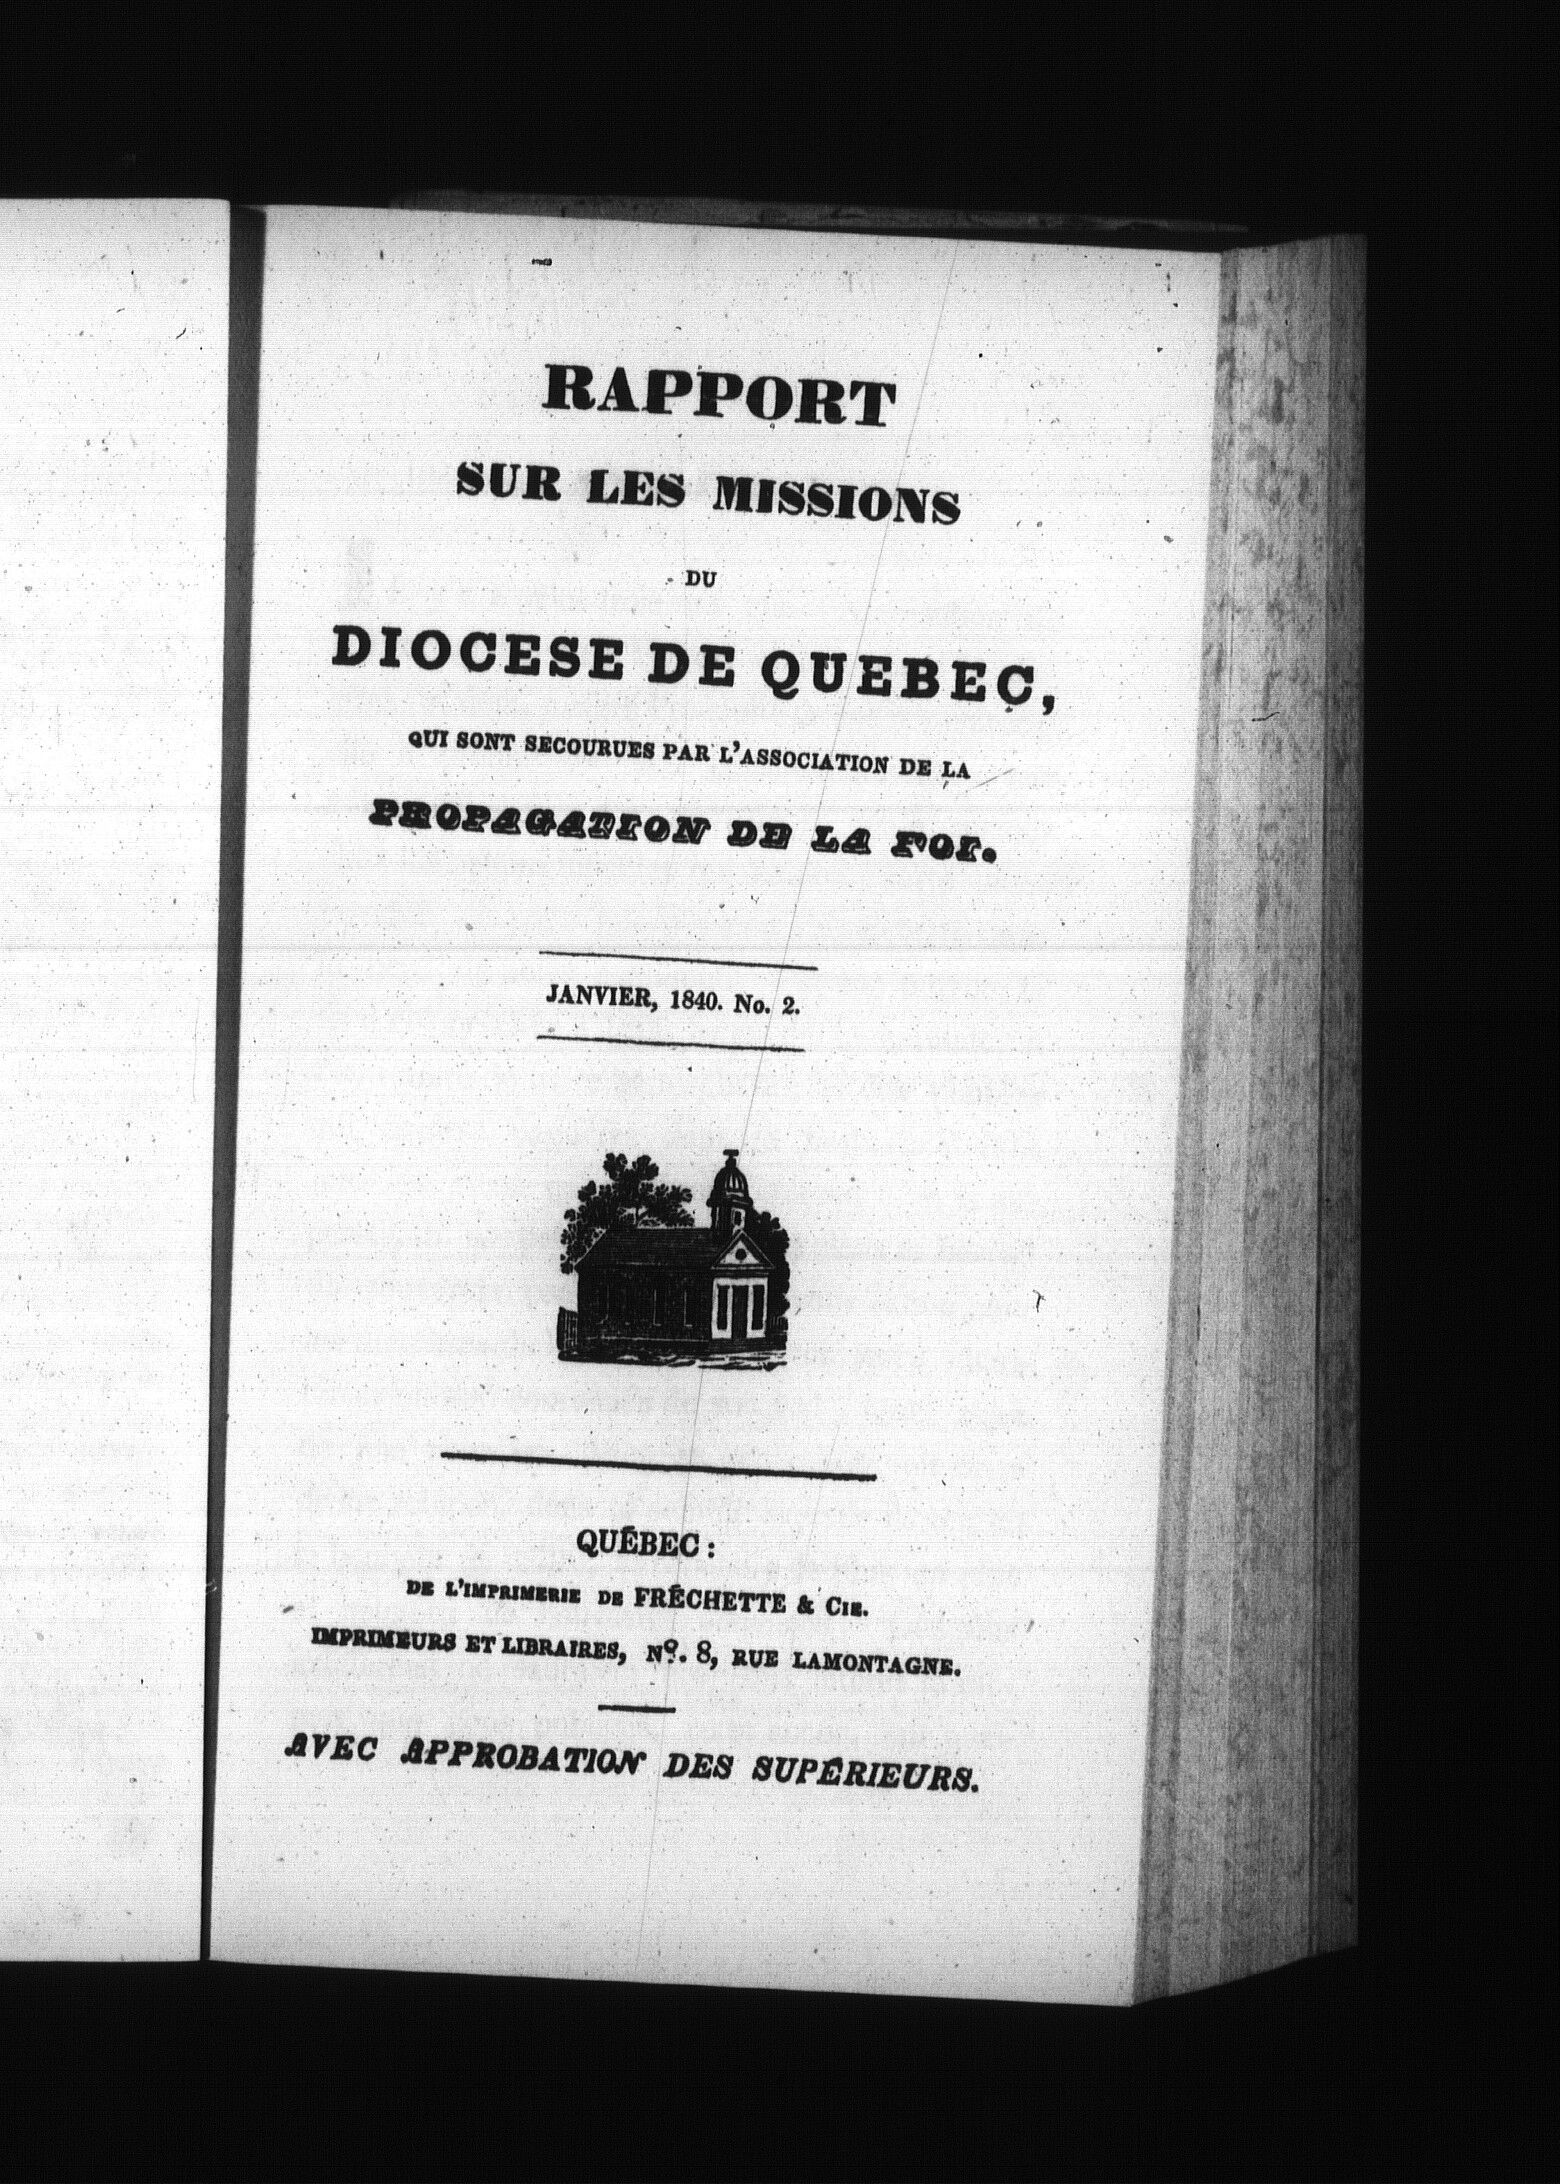 RAPPORT
SUR LES MISSIONS
DU
DIOCESE DE QUEBEC,
QUI SONT SECOURUES PAR L'ASSOCIATION DE LA
PROPAGATION DE LA FOI.
JANVIER, 1840. No. 2.
QUÉBEC:
DE L'IMPRIMERIE DE FRÉCHETTE & CIE.
IMPRIMEURS ET LIBRAIRES, Nº. 8, RUE LAMONTAGNE.
AVEC APPROBATION DES SUPÉRIEURS.